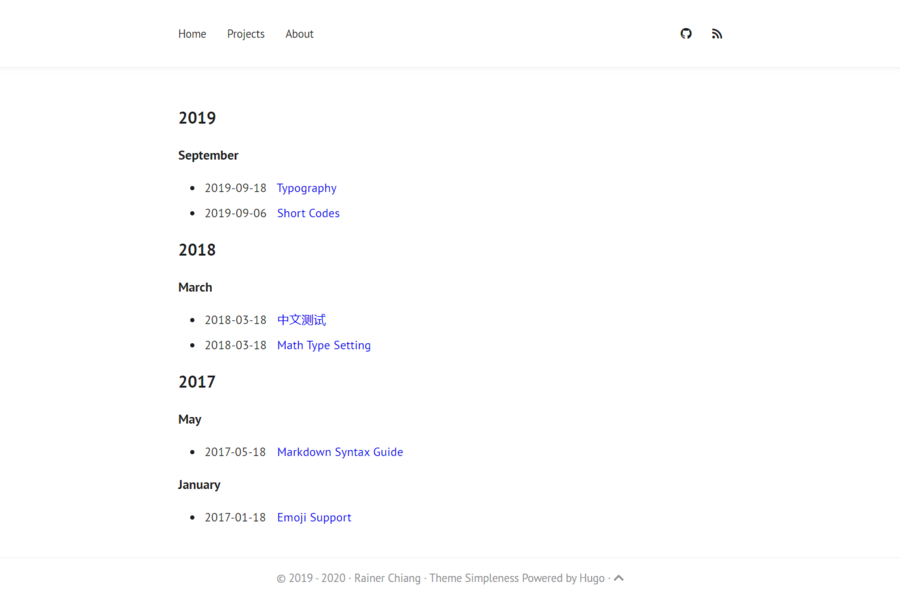 Home Projects About
2019
September
2019-09-18 Typography
2019-09-06 Short Codes
2018
March
2018-03-18 中文测试
2018-03-18 Math Type Setting
2017
May
2017-05-18 Markdown Syntax Guide
January
2017-01-18 Emoji Support
© 2019 - 2020 · Rainer Chiang · Theme Simpleness Powered by Hugo ·